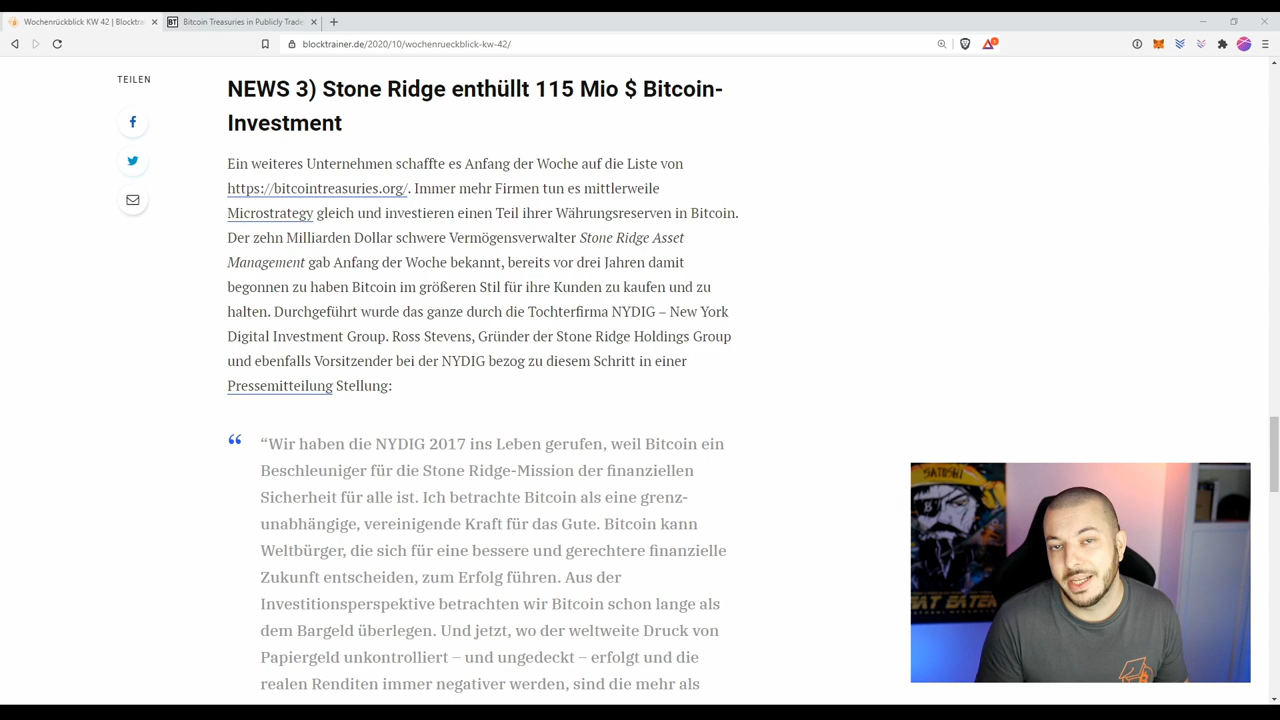 Wochenrückblick KW 42 | Blocktrai
Bitcoin Treasuries in Publicly Trade
blocktrainer.de/2020/10/wochenrueckblick-kw-42/
TEILEN
NEWS 3) Stone Ridge enthüllt 115 Mio $ Bitcoin-
Investment
Ein weiteres Unternehmen schaffte es Anfang der Woche auf die Liste von
https://bitcointreasuries.org/. Immer mehr Firmen tun es mittlerweile
Microstrategy gleich und investieren einen Teil ihrer Währungsreserven in Bitcoin.
Der zehn Milliarden Dollar schwere Vermögensverwalter Stone Ridge Asset
Management gab Anfang der Woche bekannt, bereits vor drei Jahren damit
begonnen zu haben Bitcoin im größeren Stil für ihre Kunden zu kaufen und zu
halten. Durchgeführt wurde das ganze durch die Tochterfirma NYDIG – New York
Digital Investment Group. Ross Stevens, Gründer der Stone Ridge Holdings Group
und ebenfalls Vorsitzender bei der NYDIG bezog zu diesem Schritt in einer
Pressemitteilung Stellung:
“Wir haben die NYDIG 2017 ins Leben gerufen, weil Bitcoin ein
Beschleuniger für die Stone Ridge-Mission der finanziellen
Sicherheit für alle ist. Ich betrachte Bitcoin als eine grenz-
unabhängige, vereinigende Kraft für das Gute. Bitcoin kann
Weltbürger, die sich für eine bessere und gerechtere finanzielle
Zukunft entscheiden, zum Erfolg führen. Aus der
Investitionsperspektive betrachten wir Bitcoin schon lange als
dem Bargeld überlegen. Und jetzt, wo der weltweite Druck von
Papiergeld unkontrolliert – und ungedeckt – erfolgt und die
realen Renditen immer negativer werden, sind die mehr als
SATOSHI